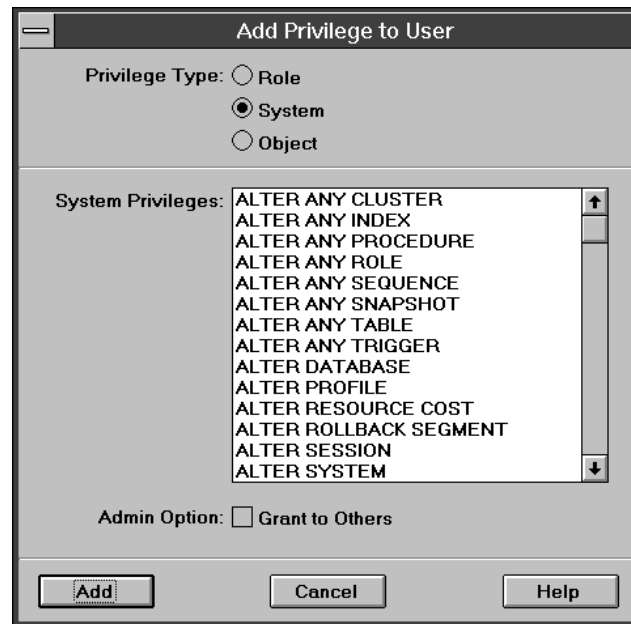 Add Privilege to User
Privilege Type: Role
System
Object
System Privileges: ALTER ANY CLUSTER
ALTER ANY INDEX
ALTER ANY PROCEDURE
ALTER ANY ROLE
ALTER ANY SEQUENCE
ALTER ANY SNAPSHOT
ALTER ANY TABLE
ALTER ANY TRIGGER
ALTER DATABASE
ALTER PROFILE
ALTER RESOURCE COST
ALTER ROLLBACK SEGMENT
ALTER SESSION
ALTER SYSTEM
Admin Option: Grant to Others
Add Cancel Help